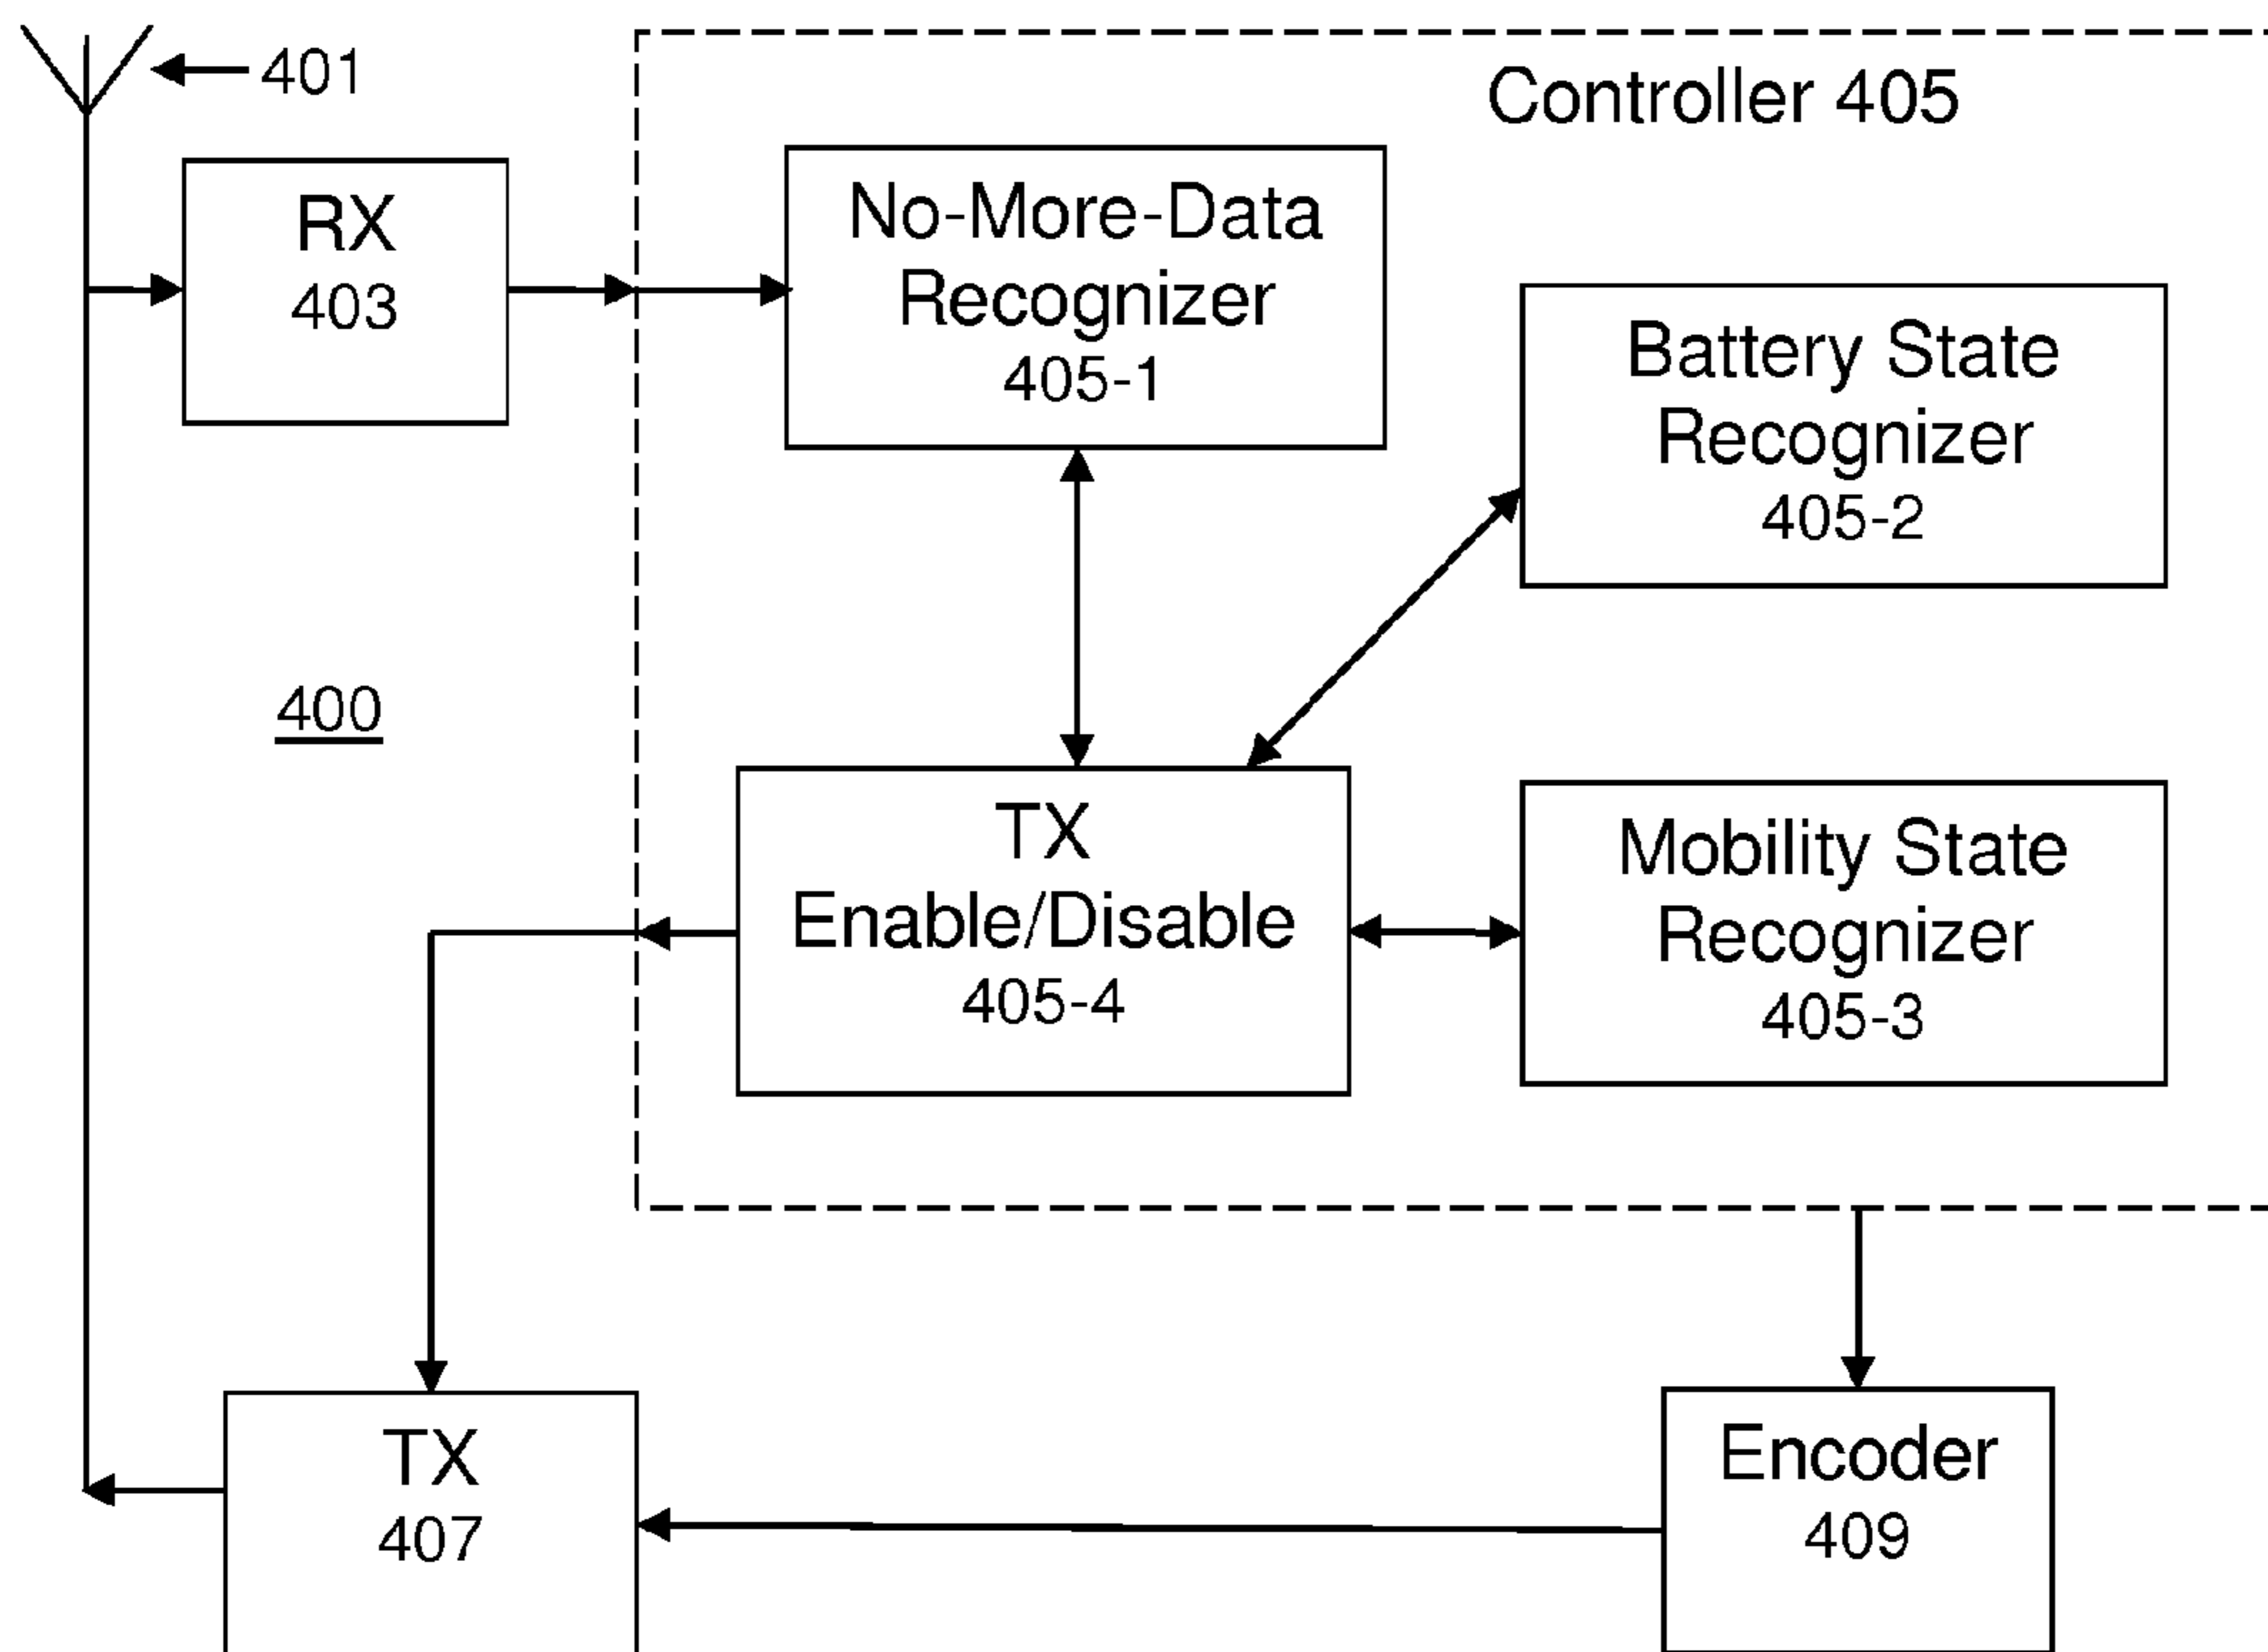 401
Controller 405
RX
403
No-More-Data
Recognizer
405-1
Battery State
Recognizer
405-2
400
TX
Enable/Disable
405-4
Mobility State
Recognizer
405-3
TX
407
Encoder
409